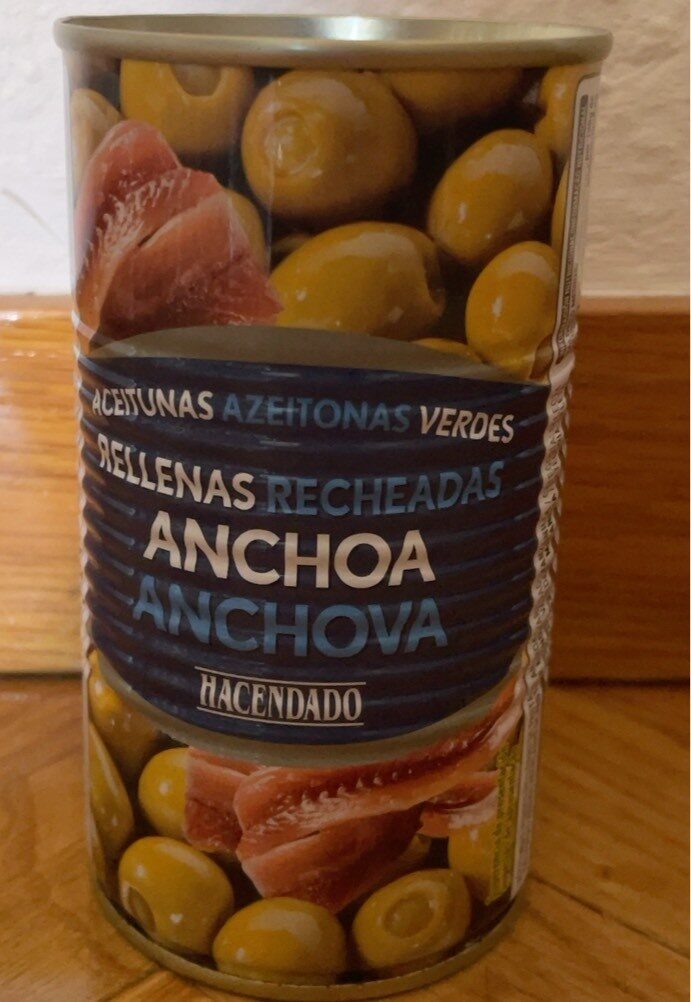 ACEITUNAS AZEITONAS VERDES
RELLENAS RECHEADAS
ANCHOA
ANCHOVA
HACENDADO